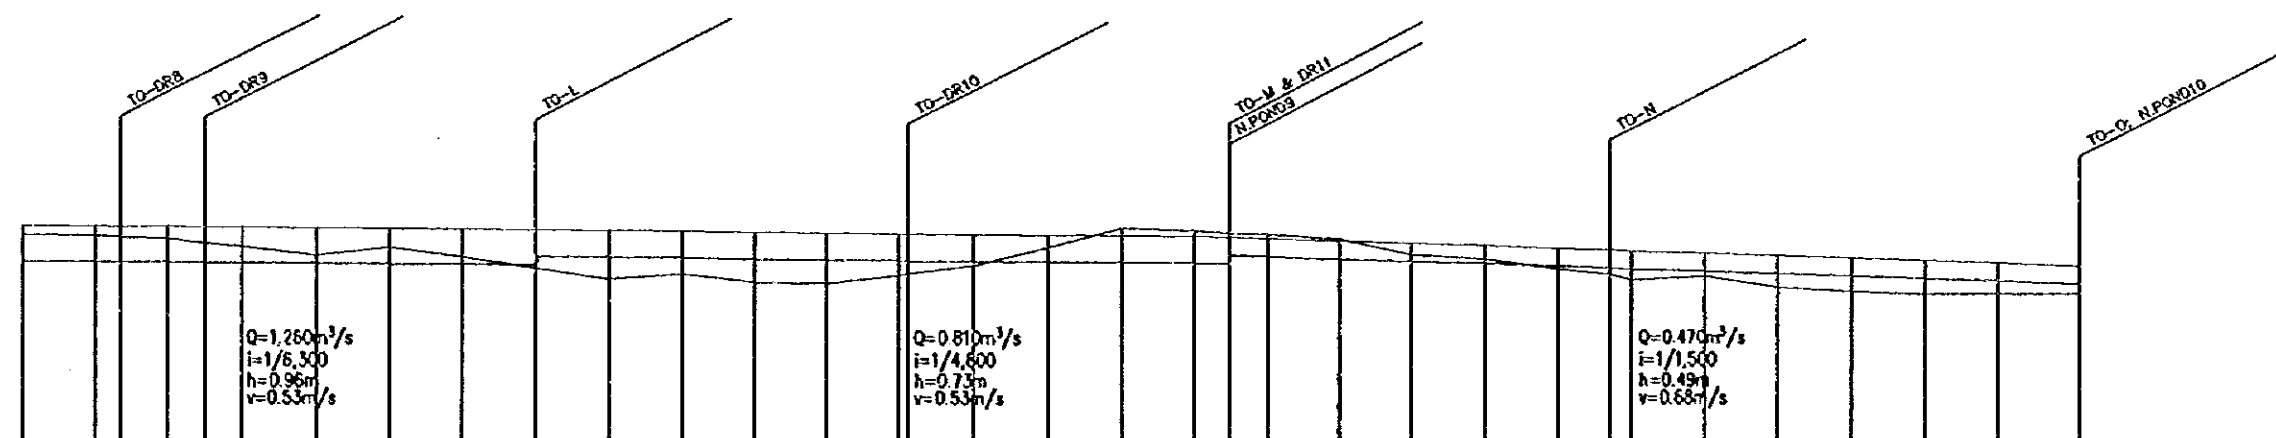 TO-DR8
TO-DR9
TO-L
TO-DR10
TO-M & DR11
N.POND9
TO-N
TO-O, N.POND10
Q=1,260m³/s
i=1/6,300
h=0.96m
v=0.53m/s
Q=0.810m³/s
i=1/4,600
h=0.73m
v=0.53m/s
Q=0.470m³/s
i=1/1,500
h=0.49m
v=0.68m/s